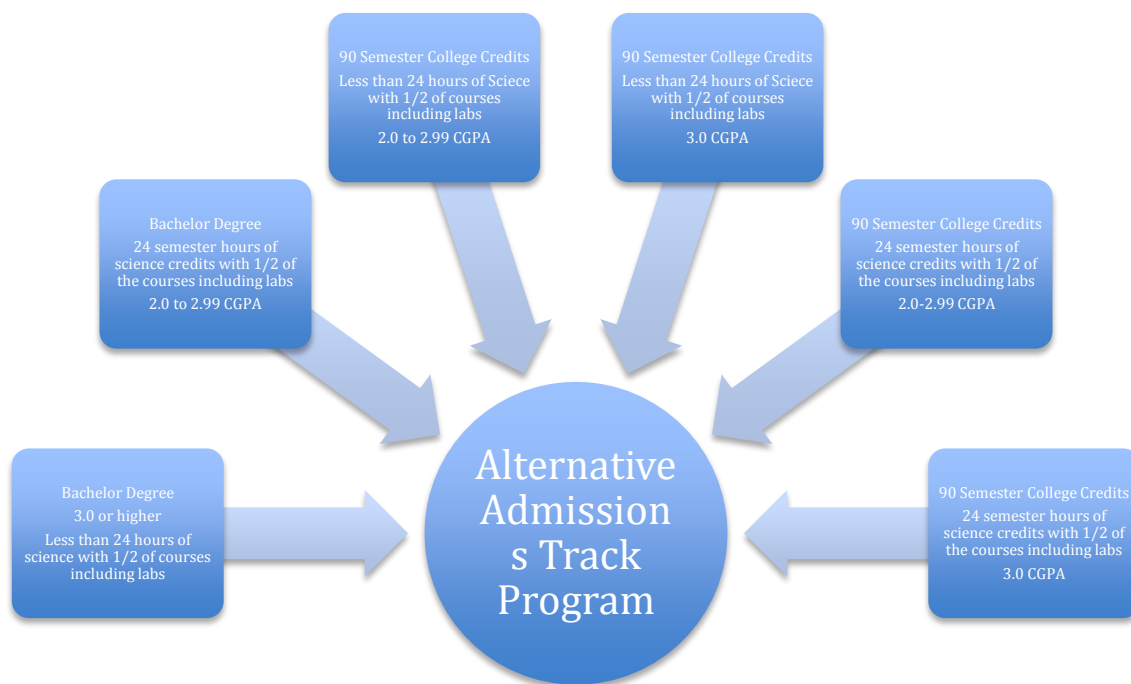 90 Semester College Credits
Less than 24 hours of Sciece
with 1/2 of courses
including labs
2.0 to 2.99 CGPA
90 Semester College Credits
Less than 24 hours of Sciece
with 1/2 of courses
including labs
3.0 CGPA
Bachelor Degree
24 semester hours of
science credits with 1/2 of
the courses including labs
2.0 to 2.99 CGPA
90 Semester College Credits
24 semester hours of
science credits with 1/2 of
the courses including labs
2.0-2.99 CGPA
Bachelor Degree
3.0 or higher
Less than 24 hours of
science with 1/2 of courses
including labs
Alternative
Admission
s Track
Program
90 Semester College Credits
24 semester hours of
science credits with 1/2 of
the courses including labs
3.0 CGPA